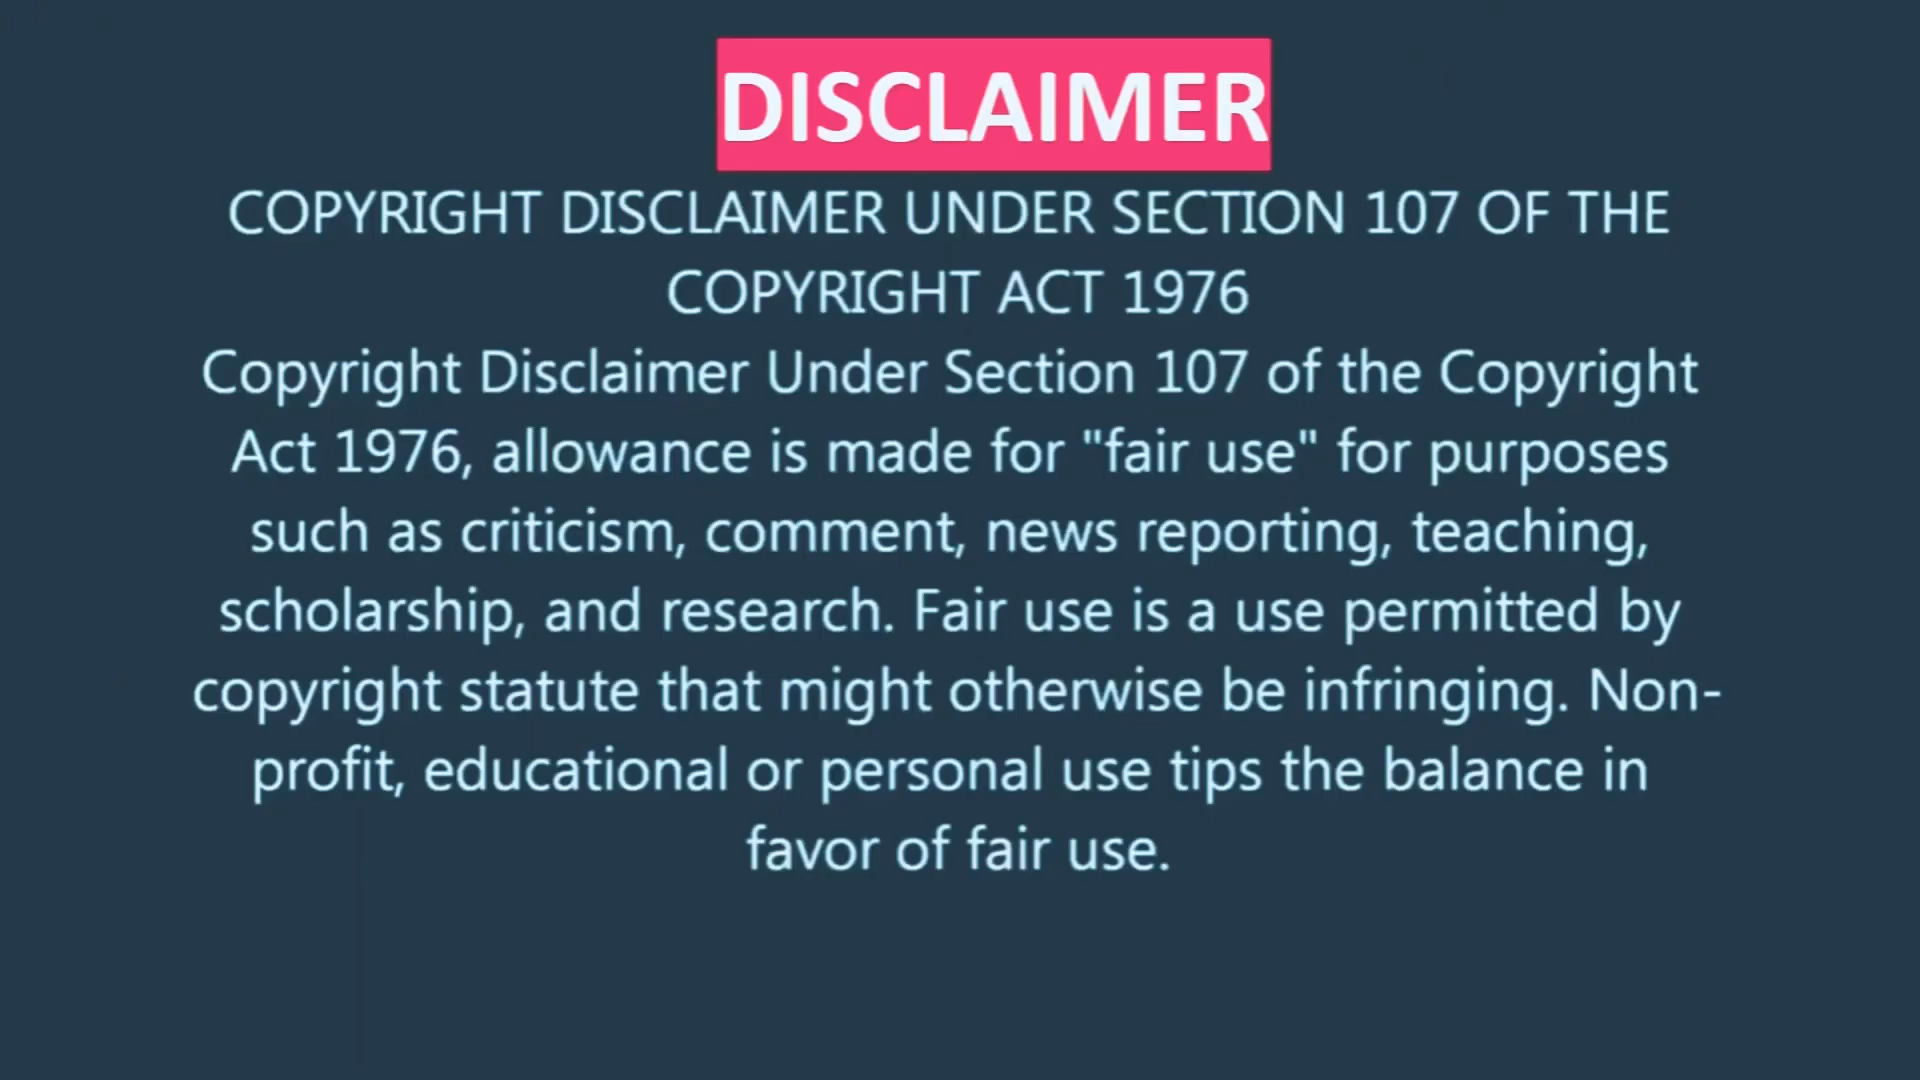 DISCLAIMER
COPYRIGHT DISCLAIMER UNDER SECTION 107 OF THE
COPYRIGHT ACT 1976
Copyright Disclaimer Under Section 107 of the Copyright
Act 1976, allowance is made for "fair use" for purposes
such as criticism, comment, news reporting, teaching,
scholarship, and research. Fair use is a use permitted by
copyright statute that might otherwise be infringing. Non-
profit, educational or personal use tips the balance in
favor of fair use.